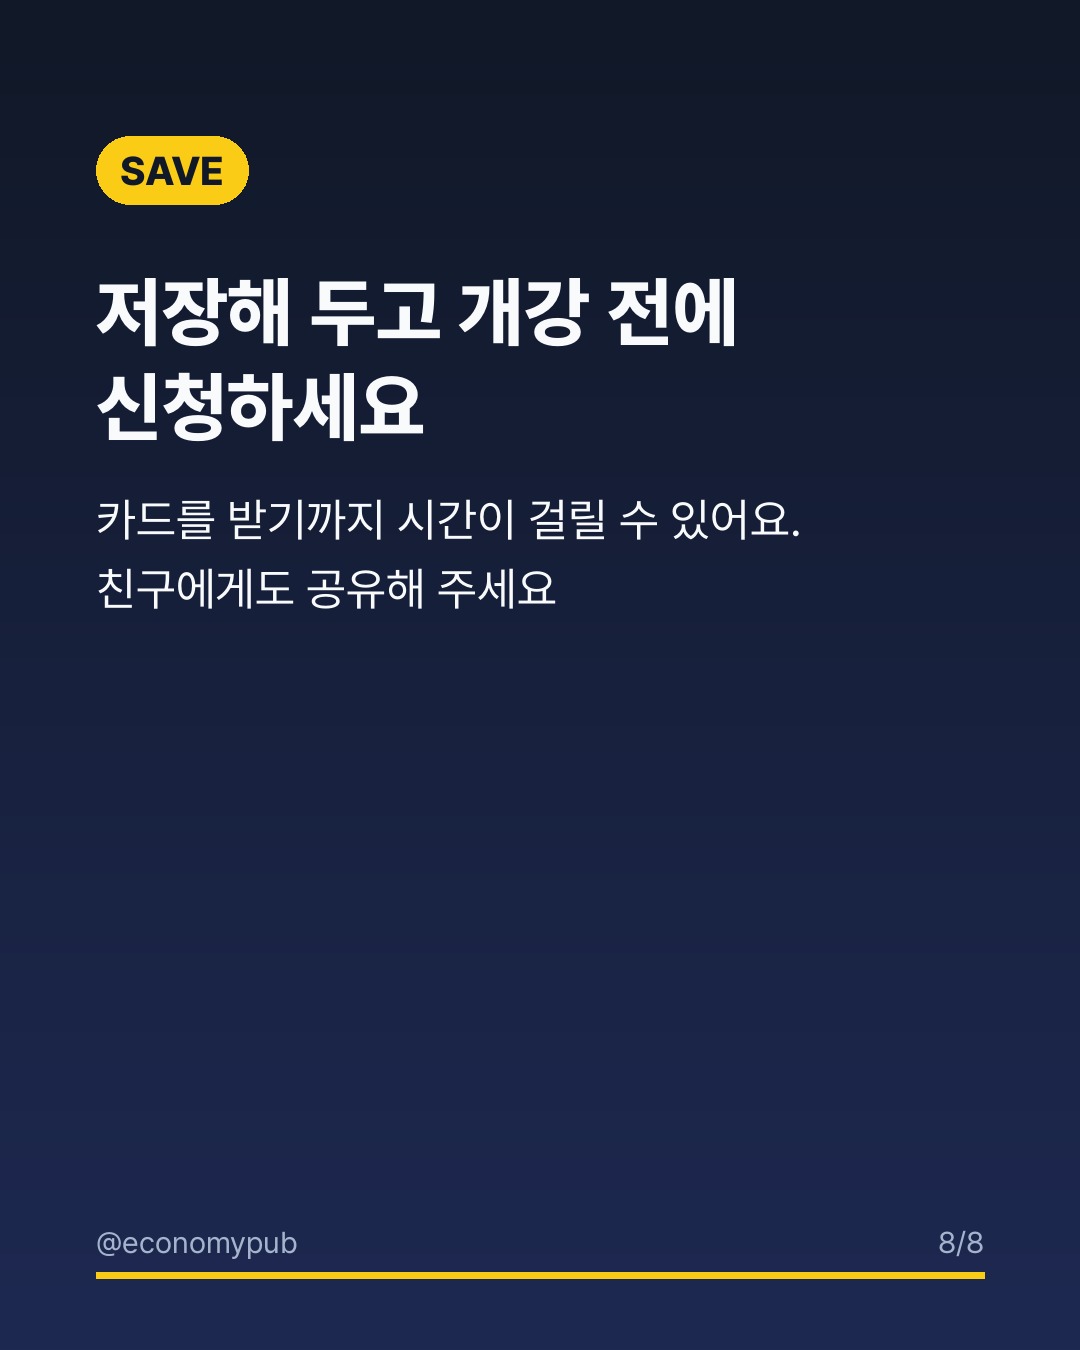 SAVE
저장해 두고 개강 전에
신청하세요
카드를 받기까지 시간이 걸릴 수 있어요.
친구에게도 공유해 주세요
@economypub
8/8